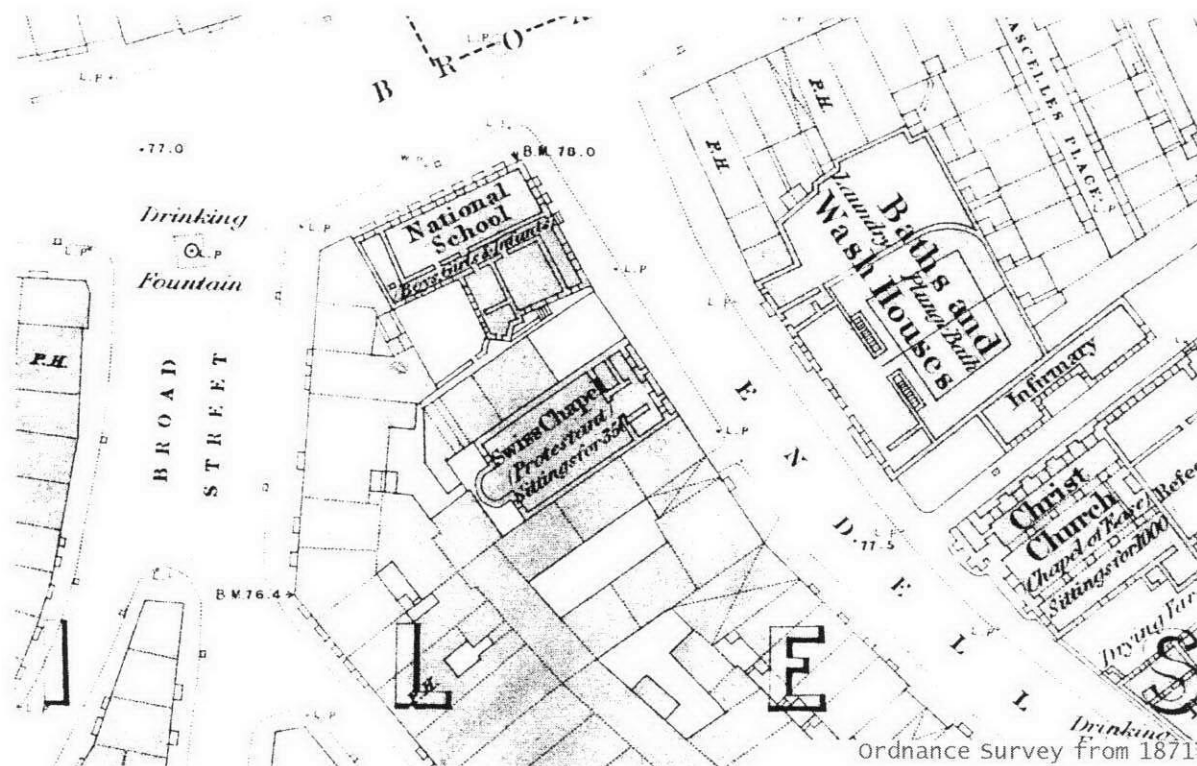 L.P
B R O
L.P
P.H.
P.H.
ASCELLES PLACE
L.P
77.0
B.M. 78.0
Drinking
L.P
Fountain
L.P
L.P
National
School
Boys, Girls & Infants
L.P
L.P
Baths and
Laundry
Wash Houses
Plunge Bath
Infirmary
P.H.
BROAD
STREET
Swiss Chapel
(Protestant)
Sittings for 350
L.P
E N D E L L
L.P
77.5
Christ
Church
Chapel of Ease
Sittings for 1000
B.M. 76.4
L.P
L.P
L E S
P.H.
L.P
Drinking
Ordnance Survey from 1871